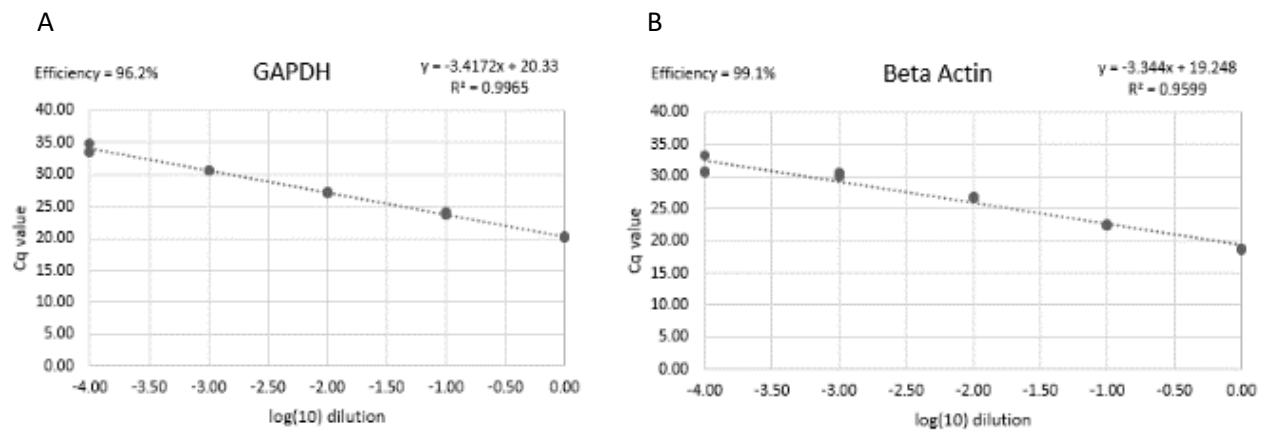 A
Efficiency = 96.2%
GAPDH
y = -3.4172x + 20.33
R² = 0.9965
40.00
35.00
30.00
25.00
20.00
15.00
10.00
5.00
0.00
Cq value
-4.00 -3.50 -3.00 -2.50 -2.00 -1.50 -1.00 -0.50 0.00
log(10) dilution
B
Efficiency = 99.1%
Beta Actin
y = -3.344x + 19.248
R² = 0.9599
40.00
35.00
30.00
25.00
20.00
15.00
10.00
5.00
0.00
Cq value
-4.00 -3.50 -3.00 -2.50 -2.00 -1.50 -1.00 -0.50 0.00
log(10) dilution